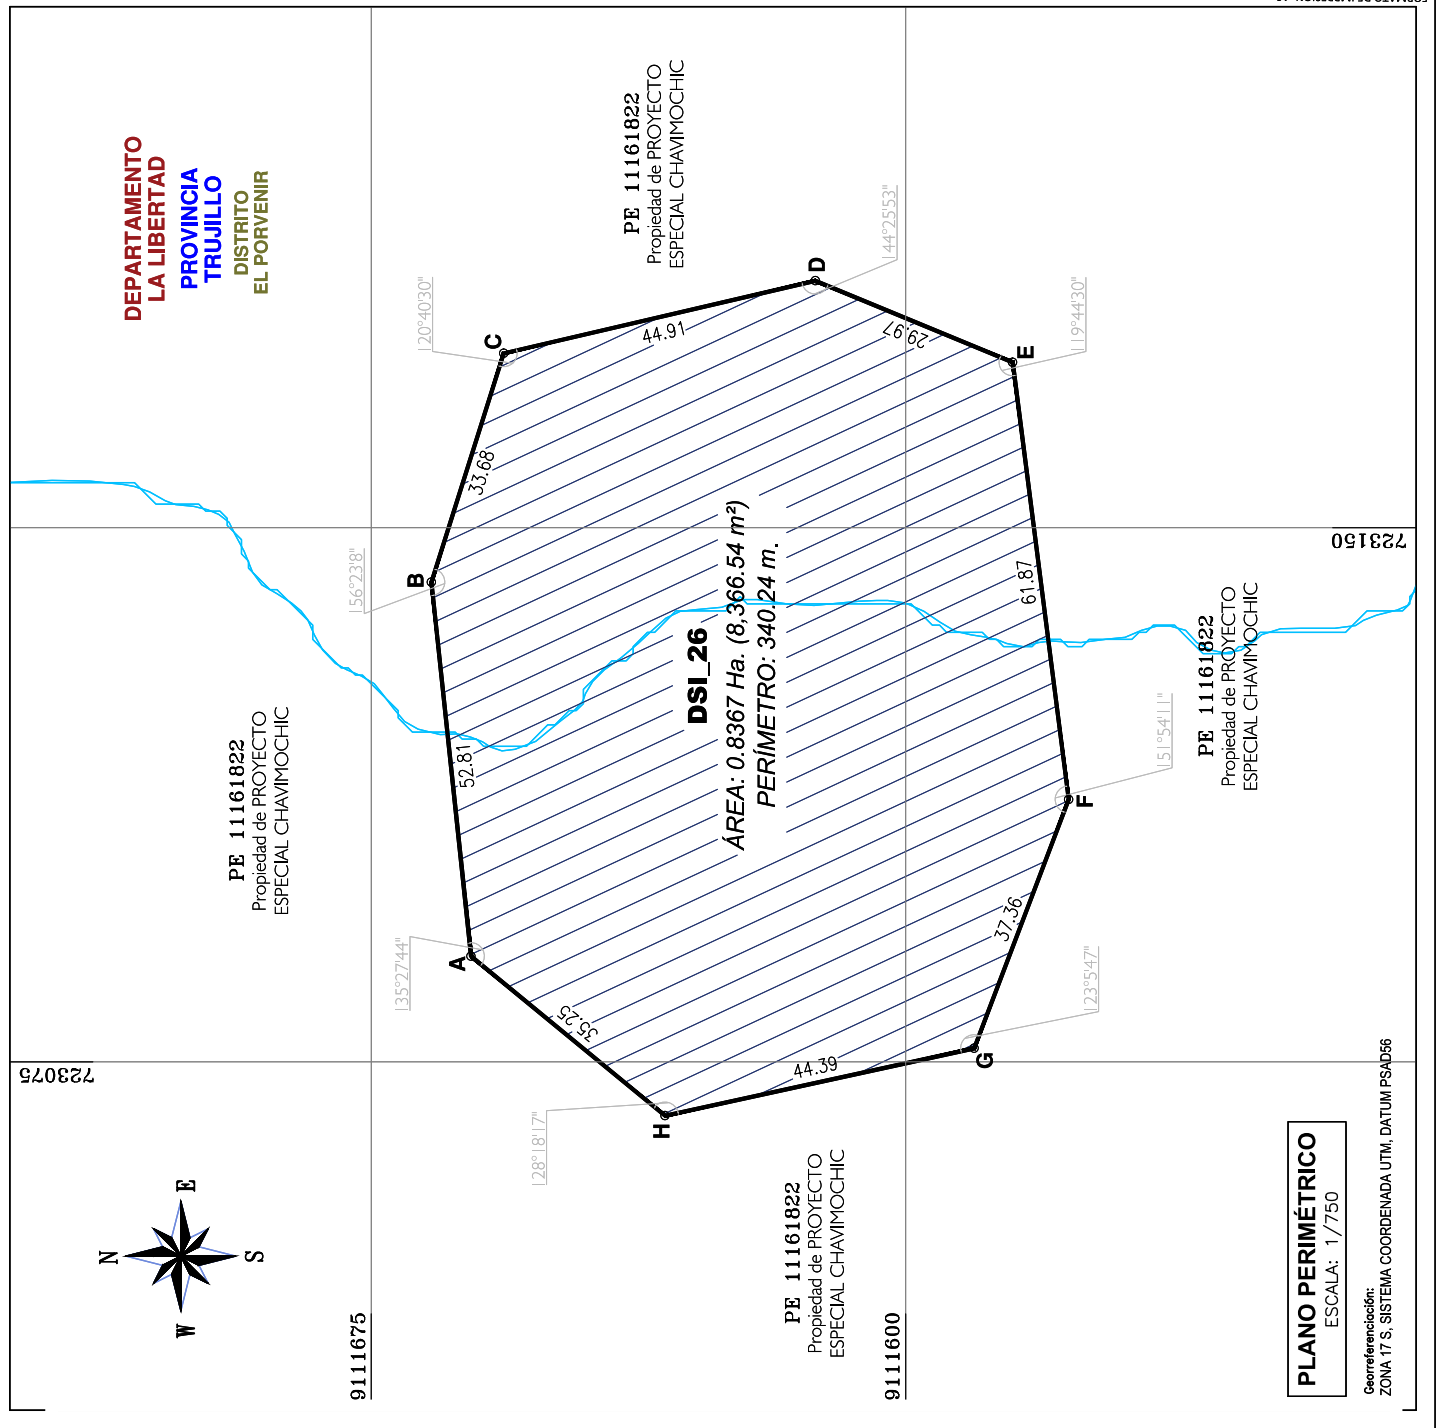 DEPARTAMENTO
LA LIBERTAD
PROVINCIA
TRUJILLO
DISTRITO
EL PORVENIR
PE 11161822
Propiedad de PROYECTO
ESPECIAL CHAVIMOCHIC
PE 11161822
Propiedad de PROYECTO
ESPECIAL CHAVIMOCHIC
PE 11161822
Propiedad de PROYECTO
ESPECIAL CHAVIMOCHIC
PE 11161822
Propiedad de PROYECTO
ESPECIAL CHAVIMOCHIC
DSI_26
ÁREA: 0.8367 Ha. (8,366.54 m²)
PERÍMETRO: 340.24 m.
A
B
C
D
E
F
G
H
52.81
33.68
44.91
29.97
61.87
37.36
44.39
35.25
135°27'44"
156°23'8"
120°40'30"
144°25'53"
119°44'30"
151°54'11"
123°5'47"
128°18'17"
723075
723150
9111675
9111600
N
E
S
W
PLANO PERIMÉTRICO
ESCALA: 1/750
Georreferenciación:
ZONA 17 S, SISTEMA COORDENADA UTM, DATUM PSAD56